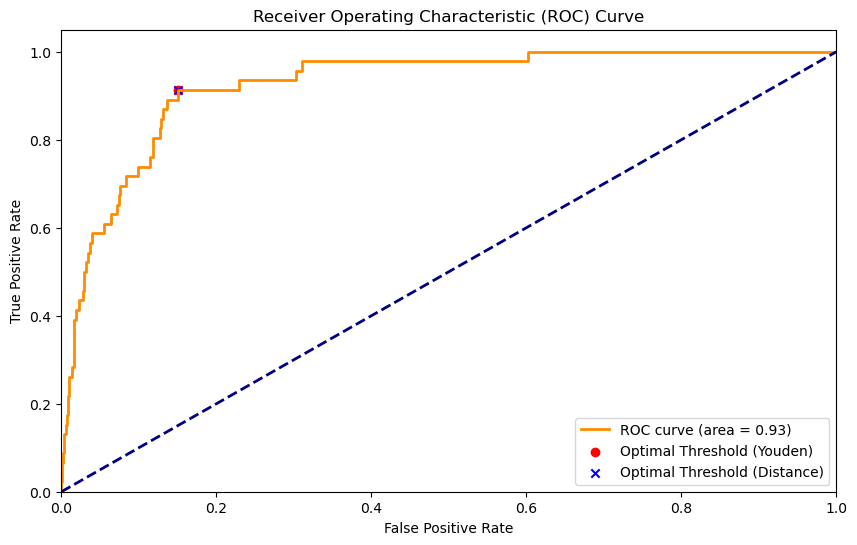 Receiver Operating Characteristic (ROC) Curve
1.0
0.8
0.6
0.4
0.2
0.0
True Positive Rate
ROC curve (area = 0.93)
Optimal Threshold (Youden)
Optimal Threshold (Distance)
0.0 0.2 0.4 0.6 0.8 1.0
False Positive Rate